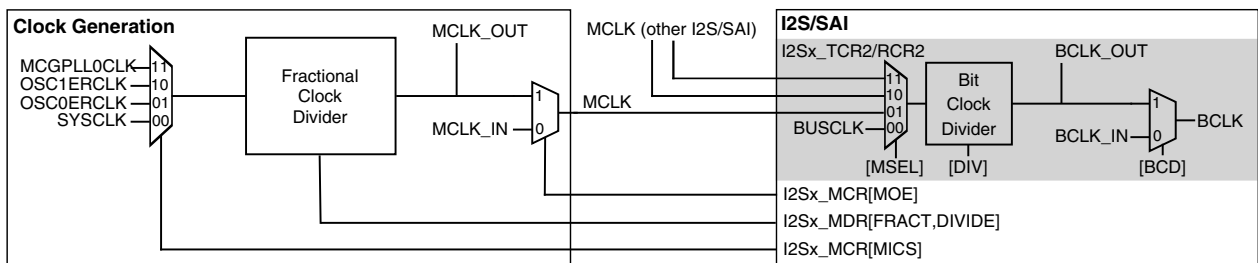 Clock Generation
MCGPLL0CLK
OSC1ERCLK
OSC0ERCLK
SYSCLK
11
10
01
00
Fractional
Clock
Divider
MCLK_OUT
MCLK_IN
1
0
MCLK
MCLK (other I2S/SAI)
I2S/SAI
I2Sx_TCR2/RCR2
11
10
01
00
BUSCLK
[MSEL]
Bit
Clock
Divider
[DIV]
BCLK_OUT
BCLK_IN
1
0
BCLK
[BCD]
I2Sx_MCR[MOE]
I2Sx_MDR[FRACT,DIVIDE]
I2Sx_MCR[MICS]